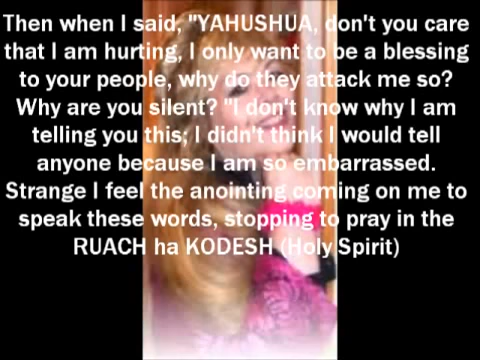 Then when I said, "YAHUSHUA, don't you care
that I am hurting, I only want to be a blessing
to your people, why do they attack me so?
Why are you silent? "I don't know why I am
telling you this; I didn't think I would tell
anyone because I am so embarrassed.
Strange I feel the anointing coming on me to
speak these words, stopping to pray in the
RUACH ha KODESH (Holy Spirit)